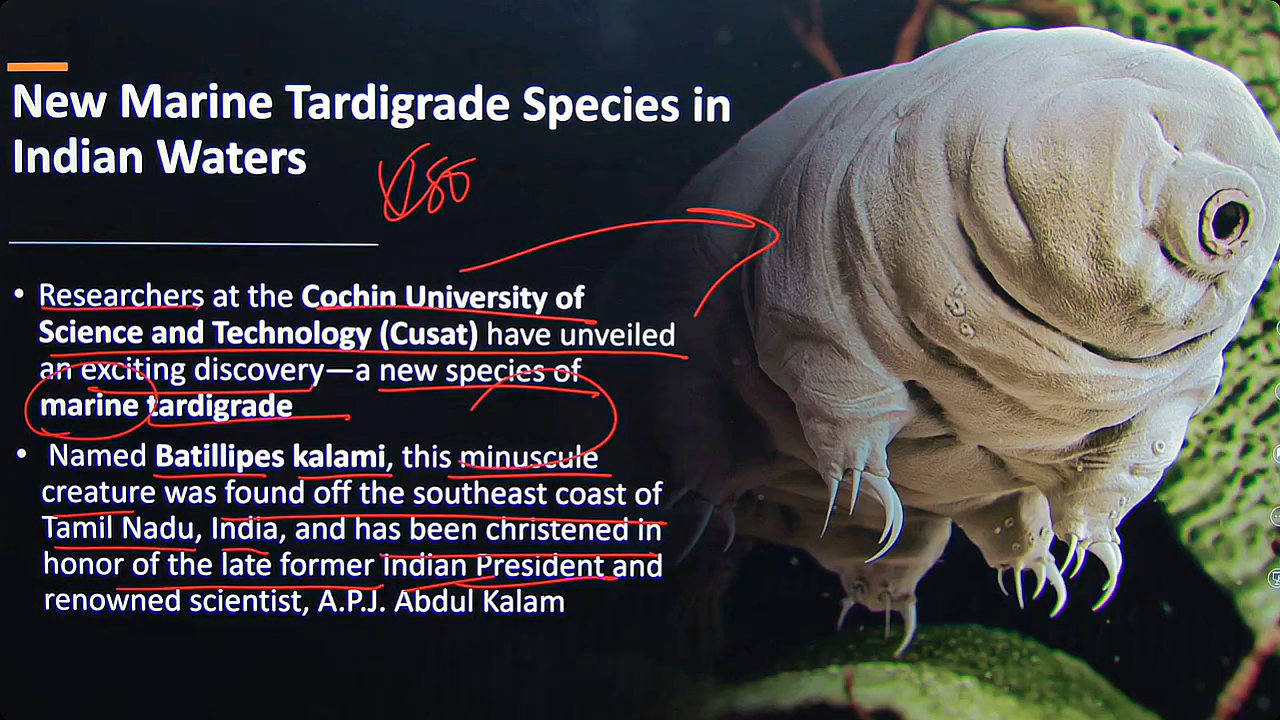 New Marine Tardigrade Species in
Indian Waters
• Researchers at the Cochin University of
Science and Technology (Cusat) have unveiled
an exciting discovery—a new species of
marine tardigrade
• Named Batillipes kalami, this minuscule
creature was found off the southeast coast of
Tamil Nadu, India, and has been christened in
honor of the late former Indian President and
renowned scientist, A.P.J. Abdul Kalam